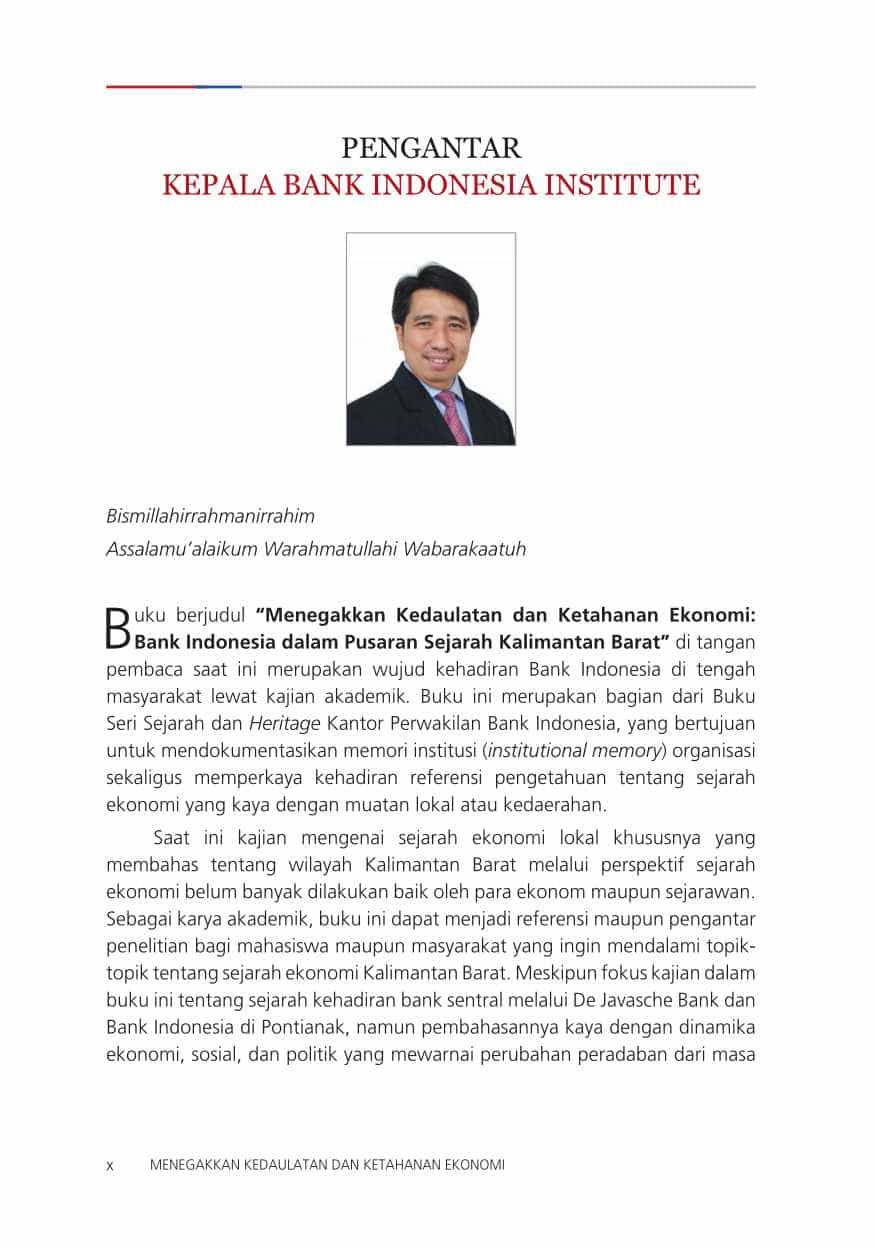 PENGANTAR
KEPALA BANK INDONESIA INSTITUTE
Bismillahirrahmanirrahim
Assalamu’alaikum Warahmatullahi Wabarakaatuh
Buku berjudul “Menegakkan Kedaulatan dan Ketahanan Ekonomi:
Bank Indonesia dalam Pusaran Sejarah Kalimantan Barat” di tangan
pembaca saat ini merupakan wujud kehadiran Bank Indonesia di tengah
masyarakat lewat kajian akademik. Buku ini merupakan bagian dari Buku
Seri Sejarah dan Heritage Kantor Perwakilan Bank Indonesia, yang bertujuan
untuk mendokumentasikan memori institusi (institutional memory) organisasi
sekaligus memperkaya kehadiran referensi pengetahuan tentang sejarah
ekonomi yang kaya dengan muatan lokal atau kedaerahan.
Saat ini kajian mengenai sejarah ekonomi lokal khususnya yang
membahas tentang wilayah Kalimantan Barat melalui perspektif sejarah
ekonomi belum banyak dilakukan baik oleh para ekonom maupun sejarawan.
Sebagai karya akademik, buku ini dapat menjadi referensi maupun pengantar
penelitian bagi mahasiswa maupun masyarakat yang ingin mendalami topik-
topik tentang sejarah ekonomi Kalimantan Barat. Meskipun fokus kajian dalam
buku ini tentang sejarah kehadiran bank sentral melalui De Javasche Bank dan
Bank Indonesia di Pontianak, namun pembahasannya kaya dengan dinamika
ekonomi, sosial, dan politik yang mewarnai perubahan peradaban dari masa
x MENEGAKKAN KEDAULATAN DAN KETAHANAN EKONOMI